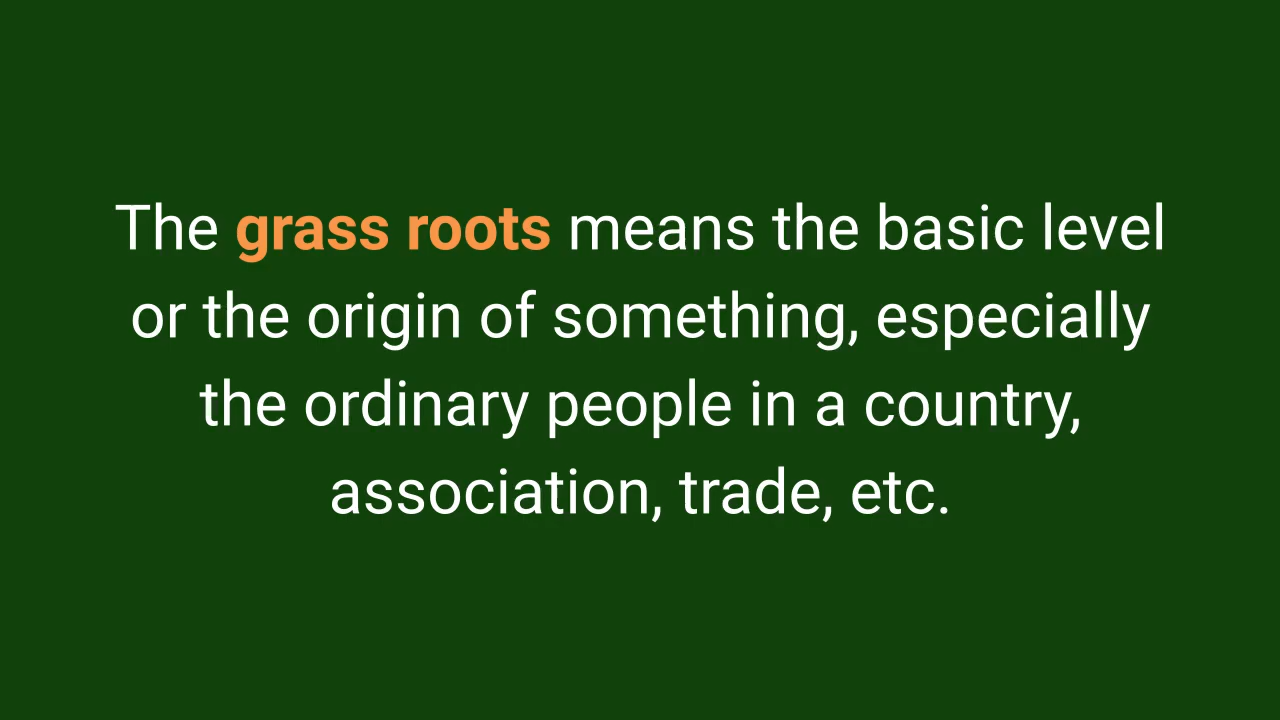 The grass roots means the basic level
or the origin of something, especially
the ordinary people in a country,
association, trade, etc.